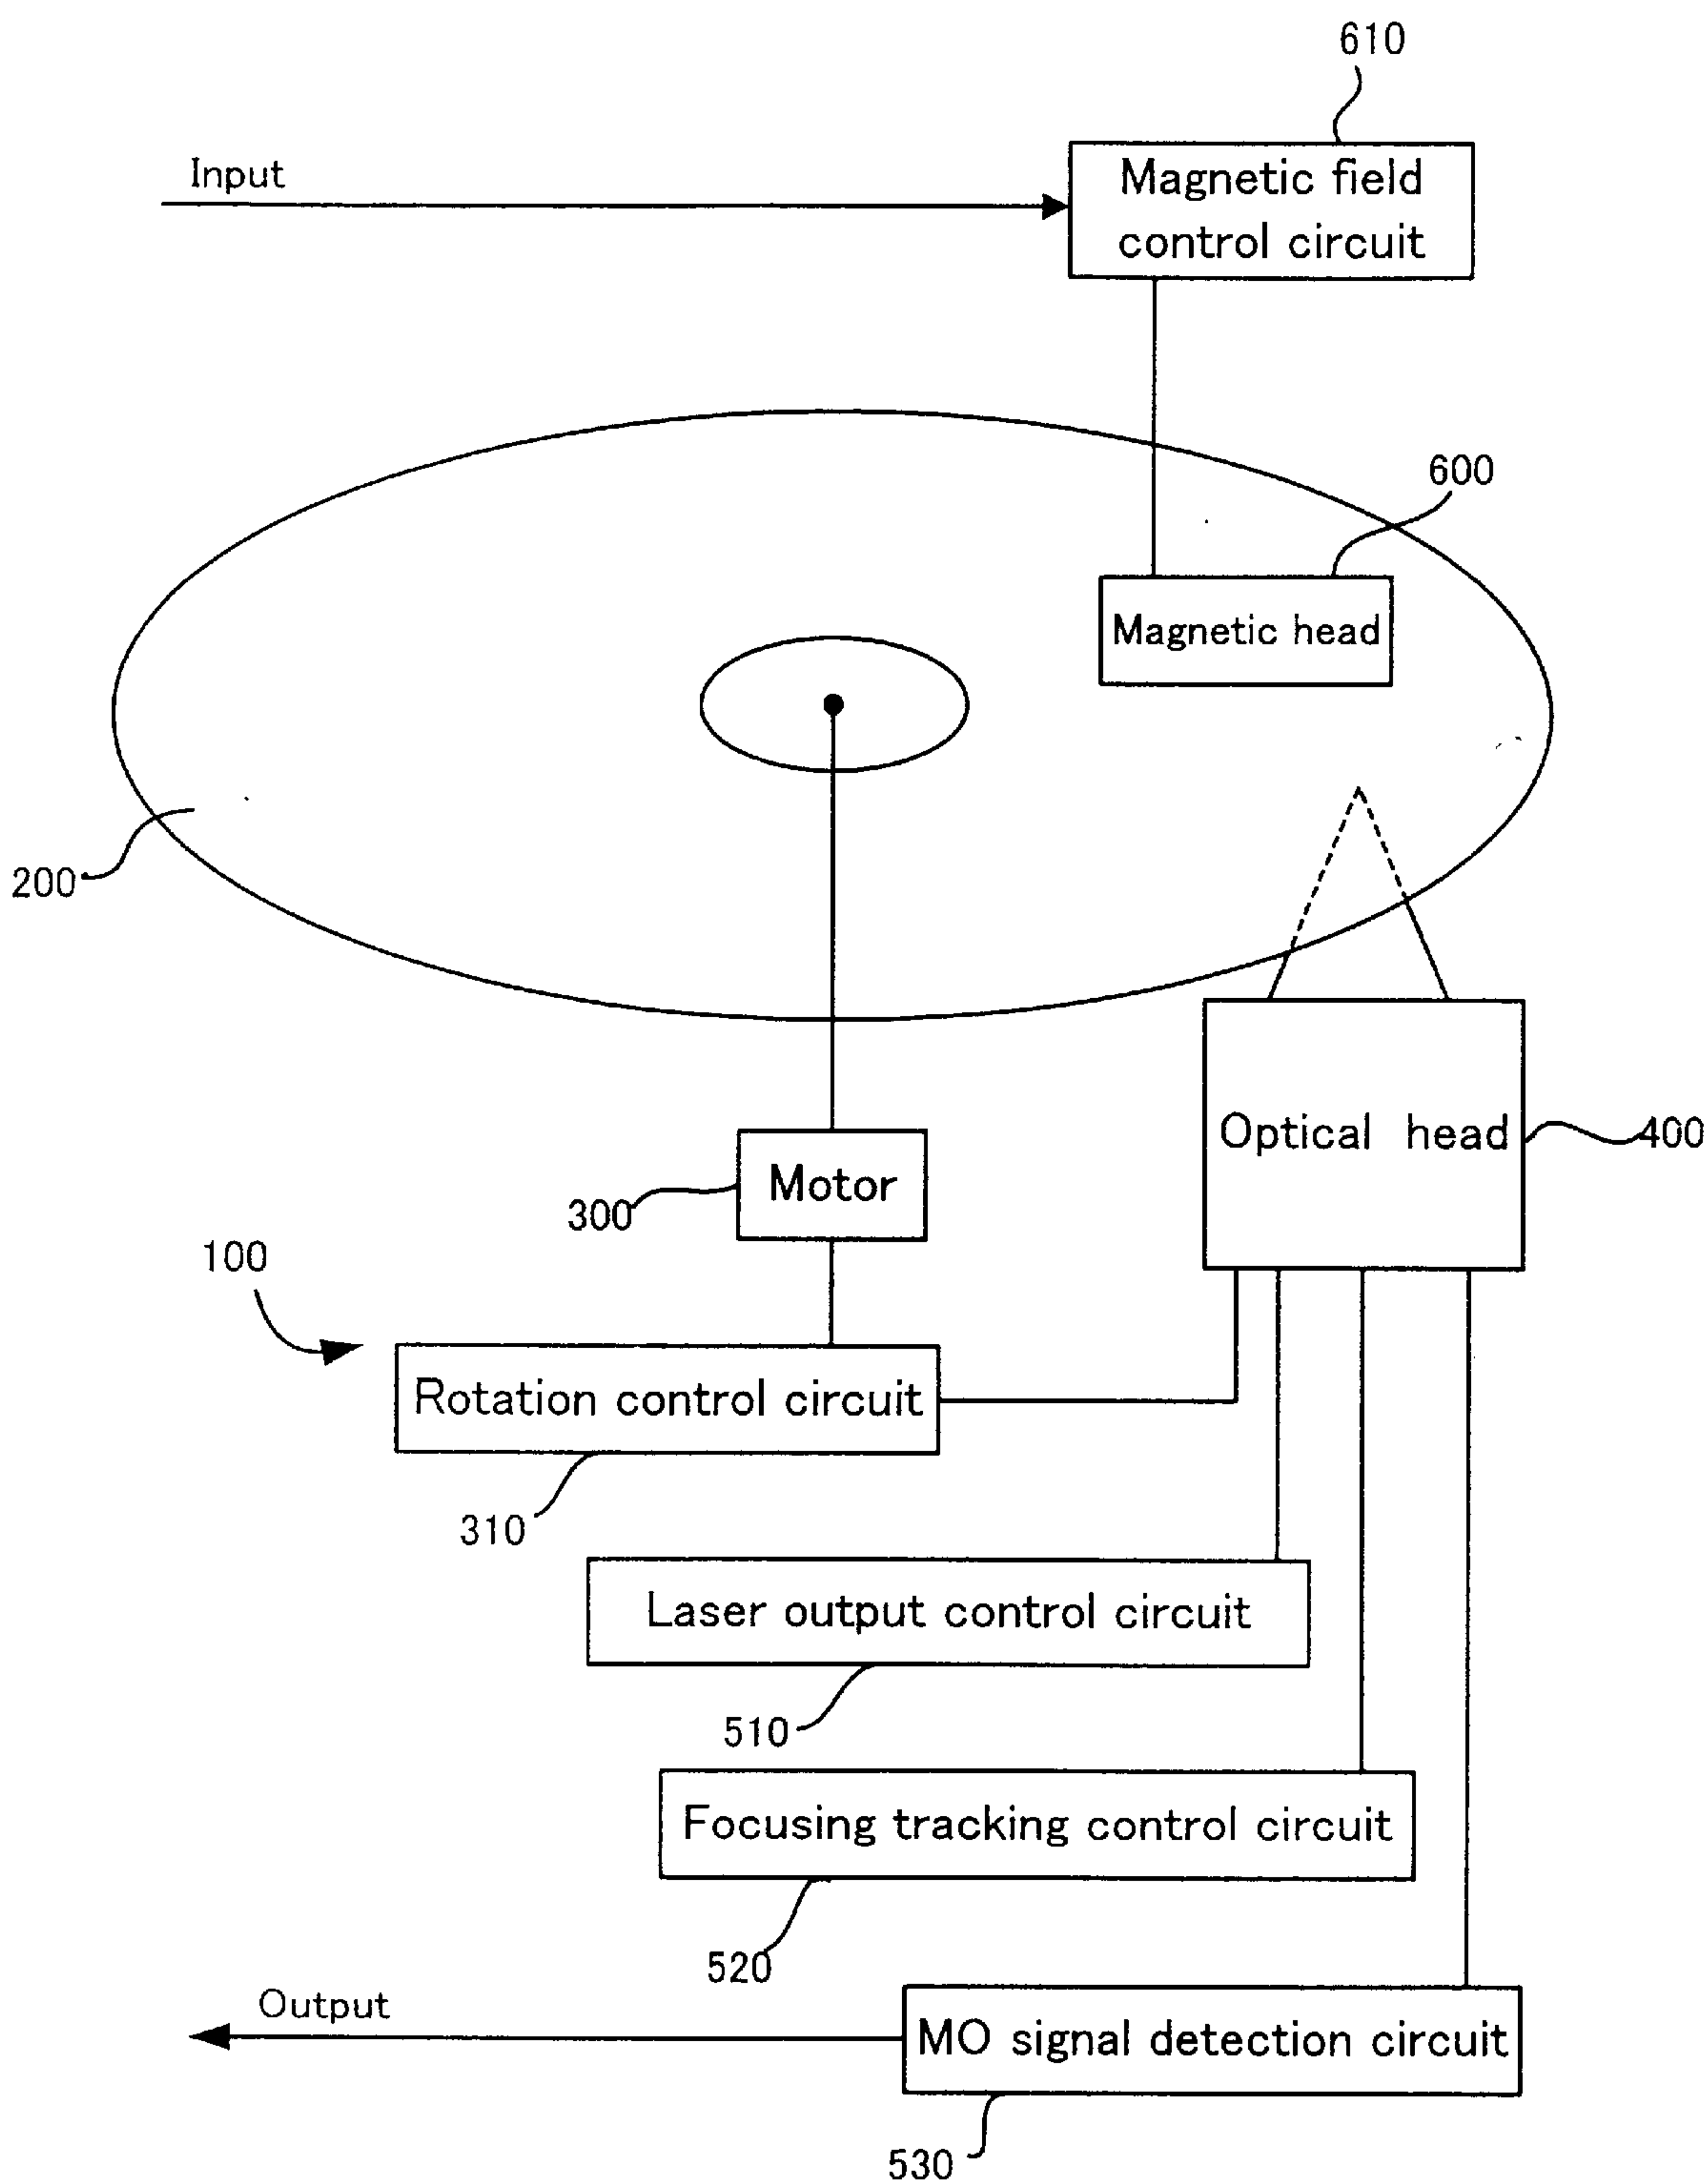 610
Input
Magnetic field
control circuit
600
Magnetic head
200
Optical head
400
Motor
300
100
Rotation control circuit
310
Laser output control circuit
510
Focusing tracking control circuit
520
Output
MO signal detection circuit
530